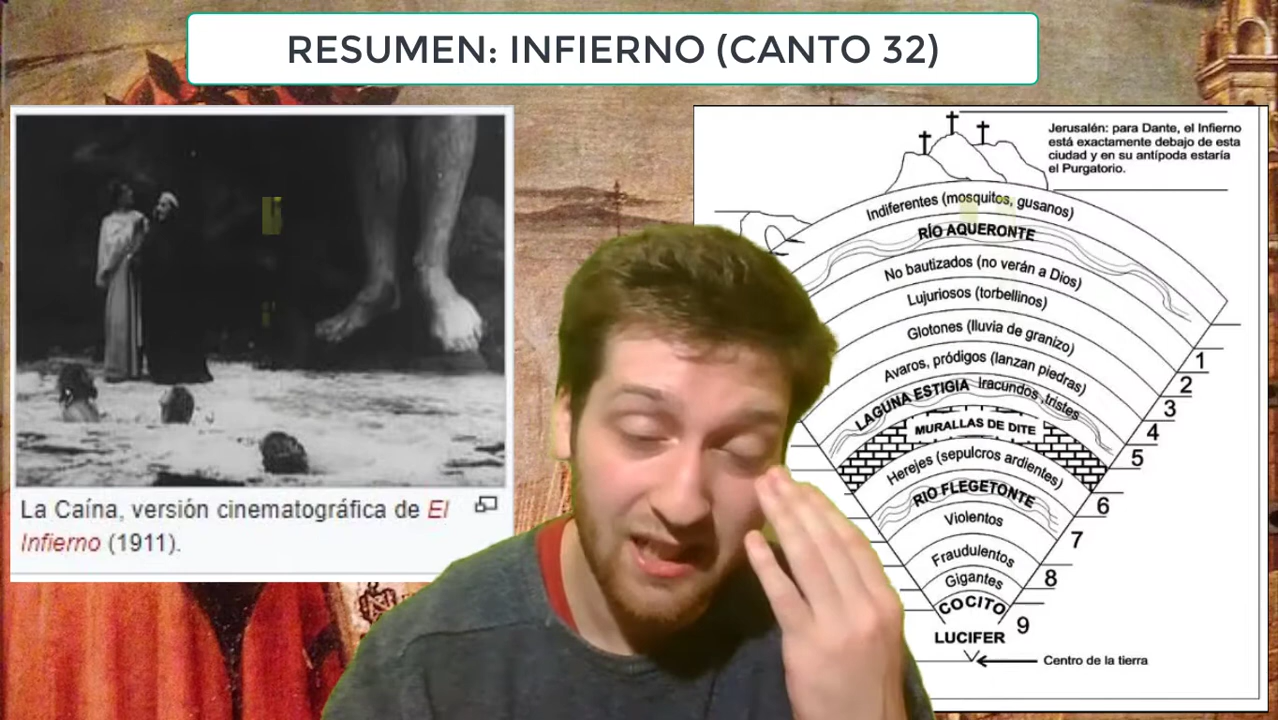 RESUMEN: INFIERNO (CANTO 32)
La Caína, versión cinematográfica de El
Infierno (1911).
Jerusalén: para Dante, el Infierno
está exactamente debajo de esta
ciudad y en su antípoda estaría
el Purgatorio.
Indiferentes (mosquitos, gusanos)
RÍO AQUERONTE
No bautizados (no verán a Dios)
Lujuriosos (torbellinos)
Glotones (lluvia de granizo)
Avaros, pródigos (lanzan piedras)
LAGUNA ESTIGIA Iracundos ,tristes
MURALLAS DE DITE
Herejes (sepulcros ardientes)
RIO FLEGETONTE
Violentos
Fraudulentos
Gigantes
COCITO
LUCIFER
1
2
3
4
5
6
7
8
9
Centro de la tierra